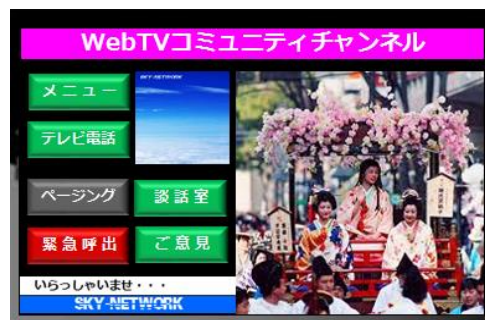 WebTVコミュニティチャンネル
メニュー
SKY-NETWORK
テレビ電話
ページング
談話室
緊急呼出
ご意見
いらっしゃいませ・・・
SKY-NETWORK